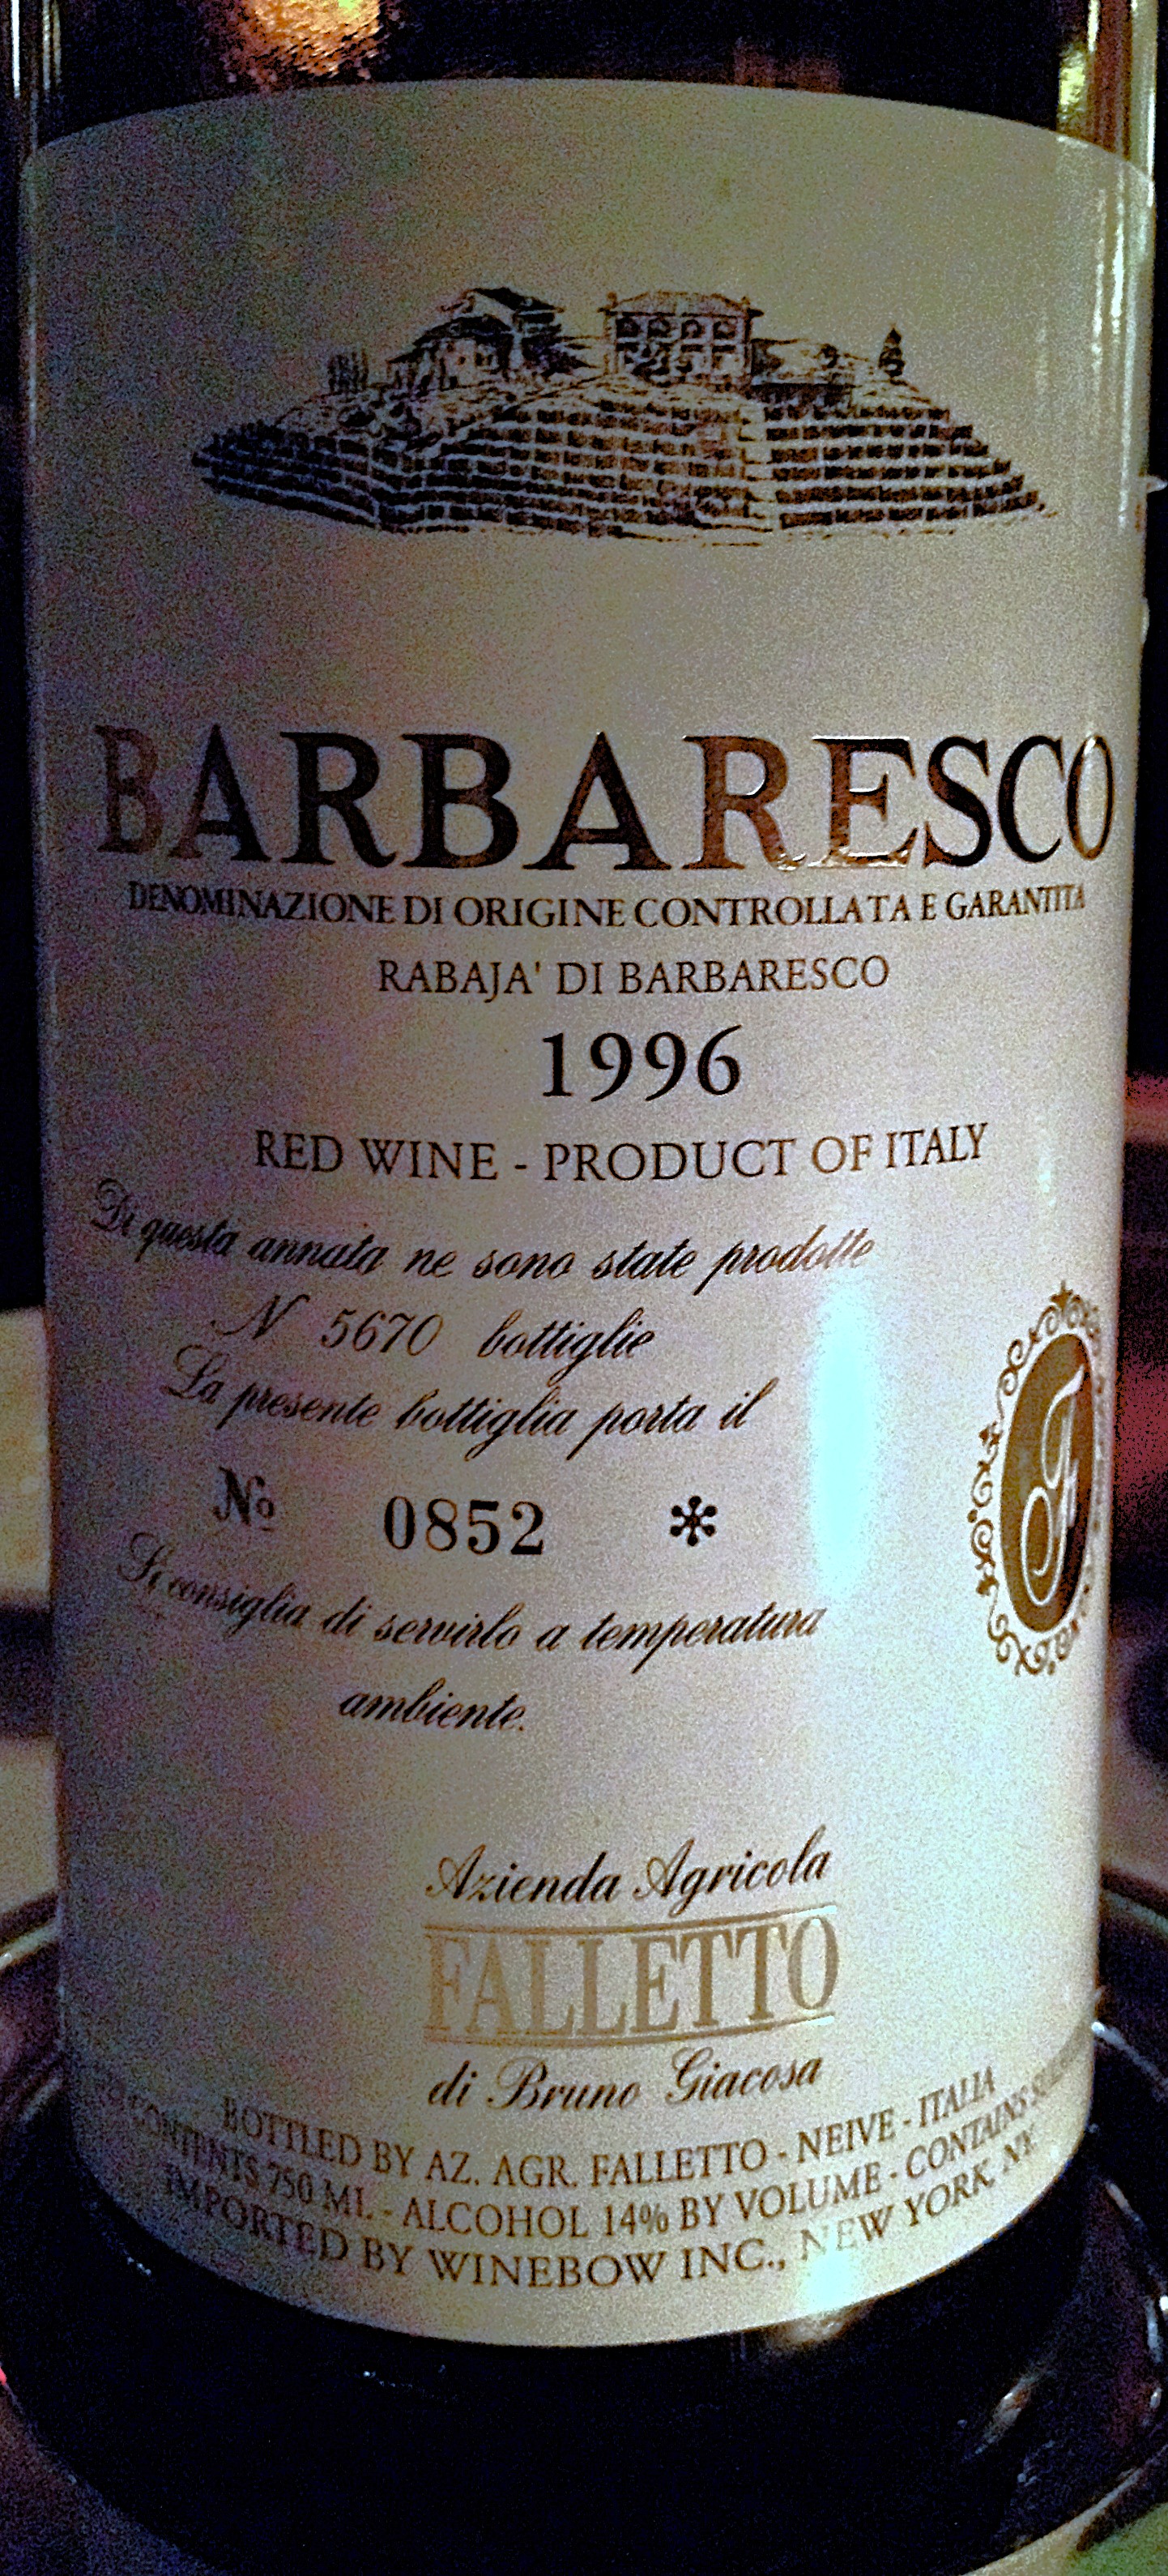 BARBARESCO
DENOMINAZIONE DI ORIGINE CONTROLLATA E GARANTITA
RABAJA' DI BARBARESCO
1996
RED WINE - PRODUCT OF ITALY
Di questa annata ne sono state prodotte
N 5670 bottiglie
La presente bottiglia porta il
No 0852 *
Si consiglia di servirlo a temperatura
ambiente.
Azienda Agricola
FALLETTO
di Bruno Giacosa
BOTTLED BY AZ. AGR. FALLETTO - NEIVE - ITALIA
CONTENTS 750 ML - ALCOHOL 14% BY VOLUME - CONTAINS
IMPORTED BY WINEBOW INC., NEW YORK, NY